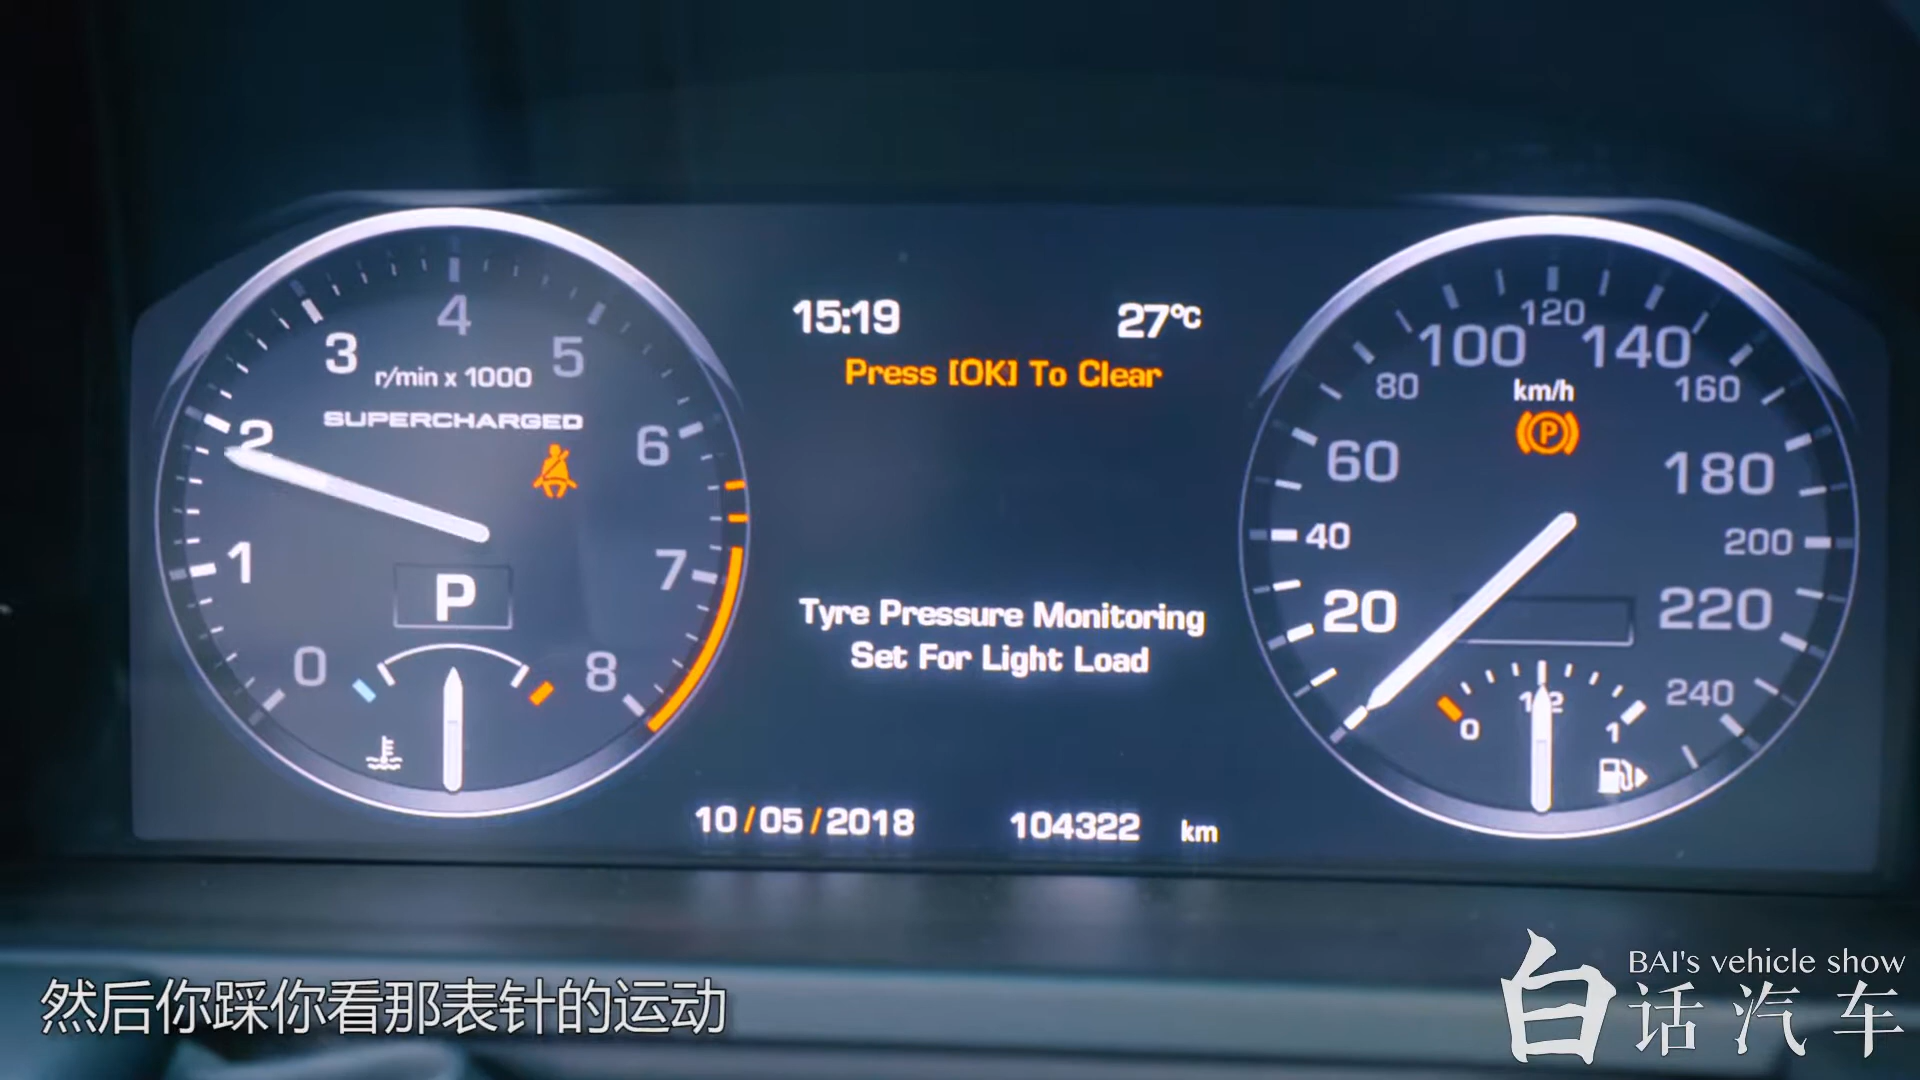 15:19
27°C
Press [OK] To Clear
0
1
2
3
4
5
6
7
8
r/min x 1000
SUPERCHARGED
P
Tyre Pressure Monitoring
Set For Light Load
10/05/2018
104322 km
20
40
60
80
100
120
140
160
180
200
220
240
km/h
P
0
1
然后你踩你看那表针的运动
BAI's vehicle show
白话汽车